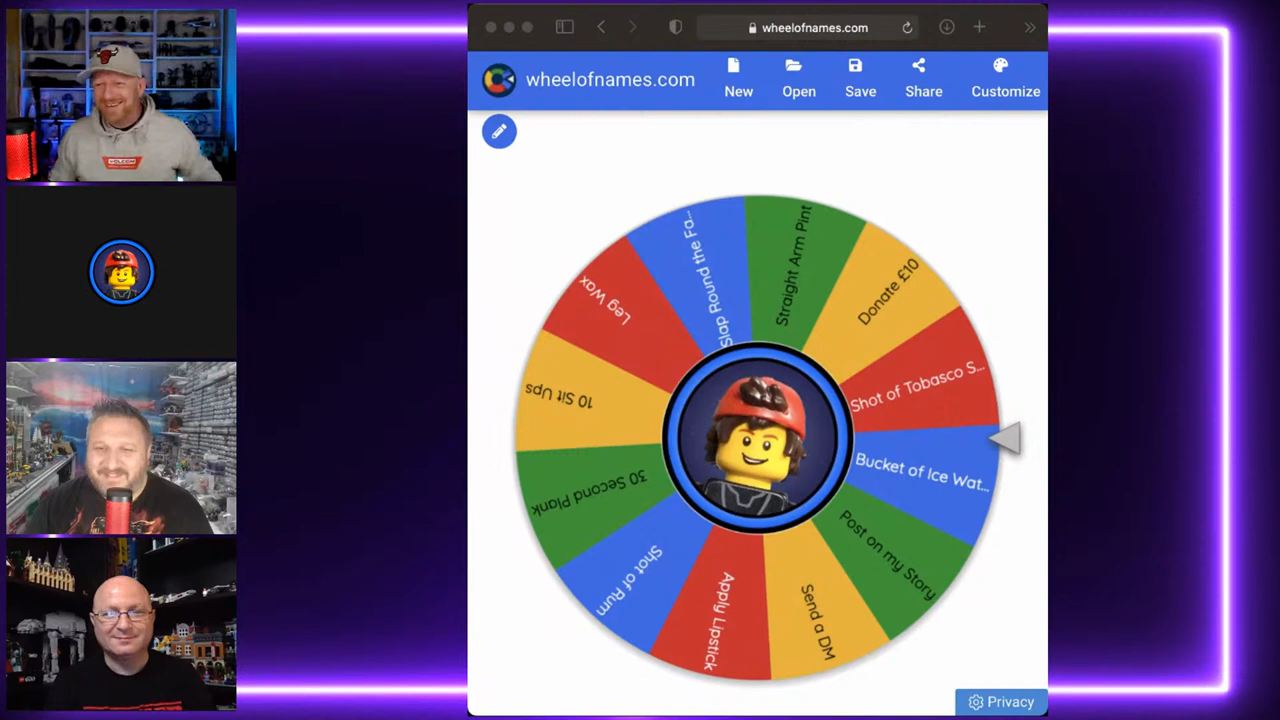 wheelofnames.com
wheelofnames.com
New
Open
Save
Share
Customize
Slap Round the Fa...
Straight Arm Pint
Donate £10
Shot of Tobasco S...
Bucket of Ice Wat...
Post on my Story
Send a DM
Apply Lipstick
Shot of Rum
30 Second Plank
10 Sit Ups
Leg Wax
Privacy
VOLCOM